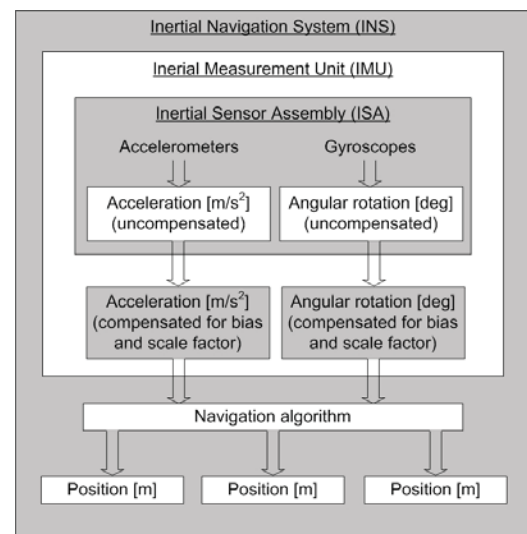 Inertial Navigation System (INS)
Inerial Measurement Unit (IMU)
Inertial Sensor Assembly (ISA)
Accelerometers
Gyroscopes
Acceleration [m/s²]
(uncompensated)
Angular rotation [deg]
(uncompensated)
Acceleration [m/s²]
(compensated for bias
and scale factor)
Angular rotation [deg]
(compensated for bias
and scale factor)
Navigation algorithm
Position [m]
Position [m]
Position [m]